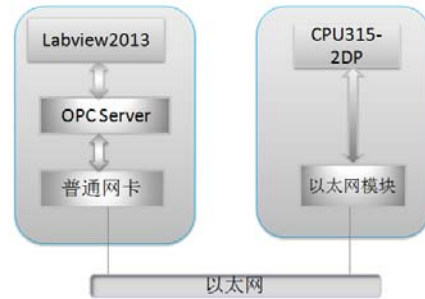 Labview2013
OPC Server
普通网卡
CPU315-
2DP
以太网模块
以太网